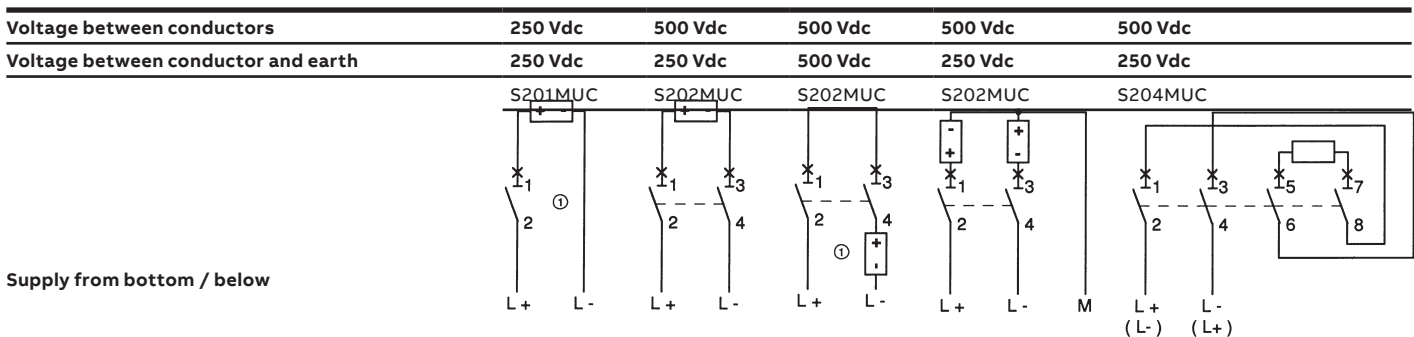 Voltage between conductors 250 Vdc 500 Vdc 500 Vdc 500 Vdc 500 Vdc
Voltage between conductor and earth 250 Vdc 250 Vdc 500 Vdc 250 Vdc 250 Vdc
S201MUC S202MUC S202MUC S202MUC S204MUC
+ - + - - +
+ -
1 1 3 1 3 1 3 1 3 5 7
①
2 2 4 2 4 2 4 2 4 6 8
① +
-
Supply from bottom / below
L + L - L + L - L + L - L + L - M L + L -
( L- ) ( L+ )